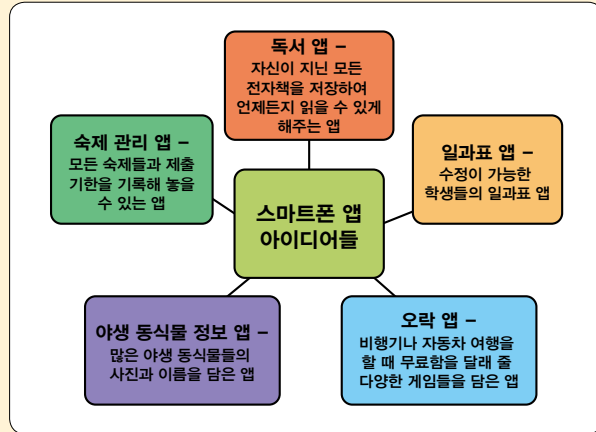 독서 앱 –
자신이 지닌 모든
전자책을 저장하여
언제든지 읽을 수 있게
해주는 앱
숙제 관리 앱 –
모든 숙제들과 제출
기한을 기록해 놓을
수 있는 앱
일과표 앱 –
수정이 가능한
학생들의 일과표 앱
스마트폰 앱
아이디어들
야생 동식물 정보 앱 –
많은 야생 동식물들의
사진과 이름을 담은 앱
오락 앱 –
비행기나 자동차 여행을
할 때 무료함을 달래 줄
다양한 게임들을 담은 앱